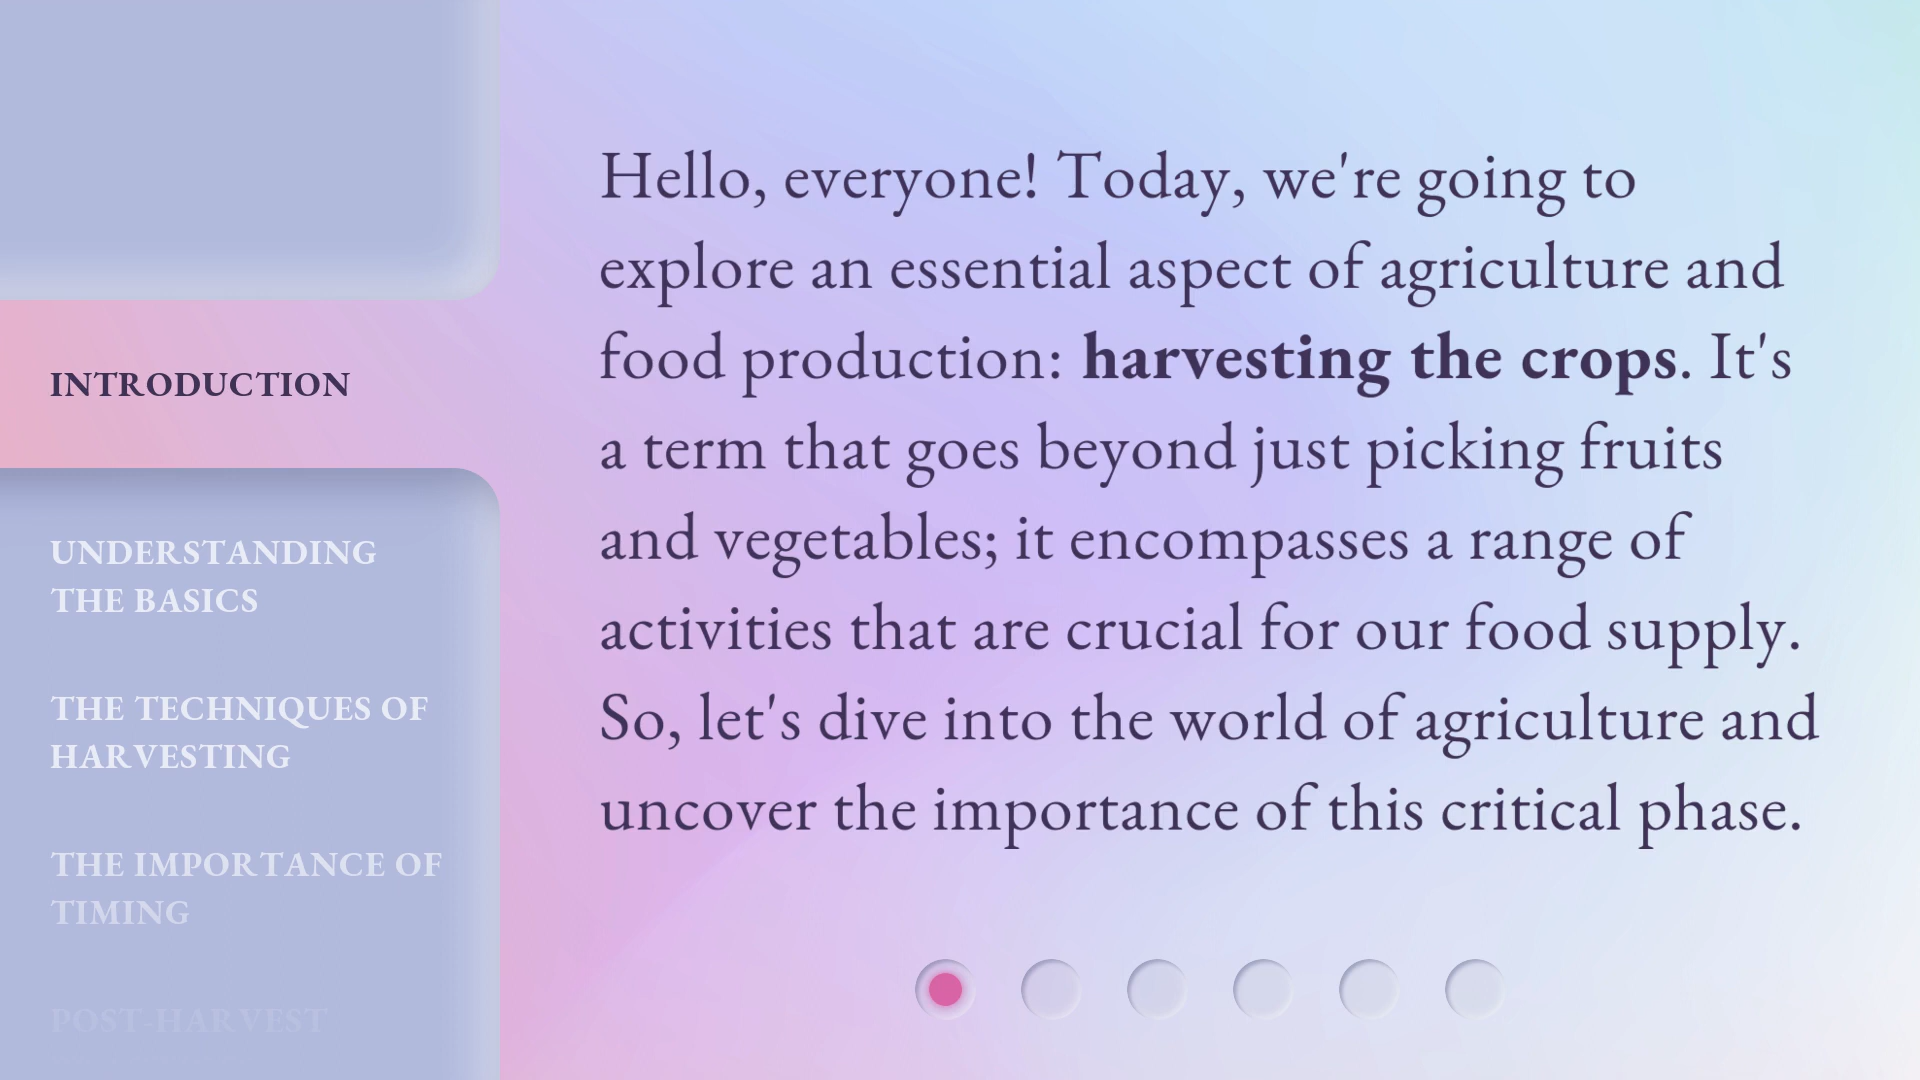 INTRODUCTION
UNDERSTANDING
THE BASICS
THE TECHNIQUES OF
HARVESTING
THE IMPORTANCE OF
TIMING
POST-HARVEST
Hello, everyone! Today, we're going to
explore an essential aspect of agriculture and
food production: harvesting the crops. It's
a term that goes beyond just picking fruits
and vegetables; it encompasses a range of
activities that are crucial for our food supply.
So, let's dive into the world of agriculture and
uncover the importance of this critical phase.